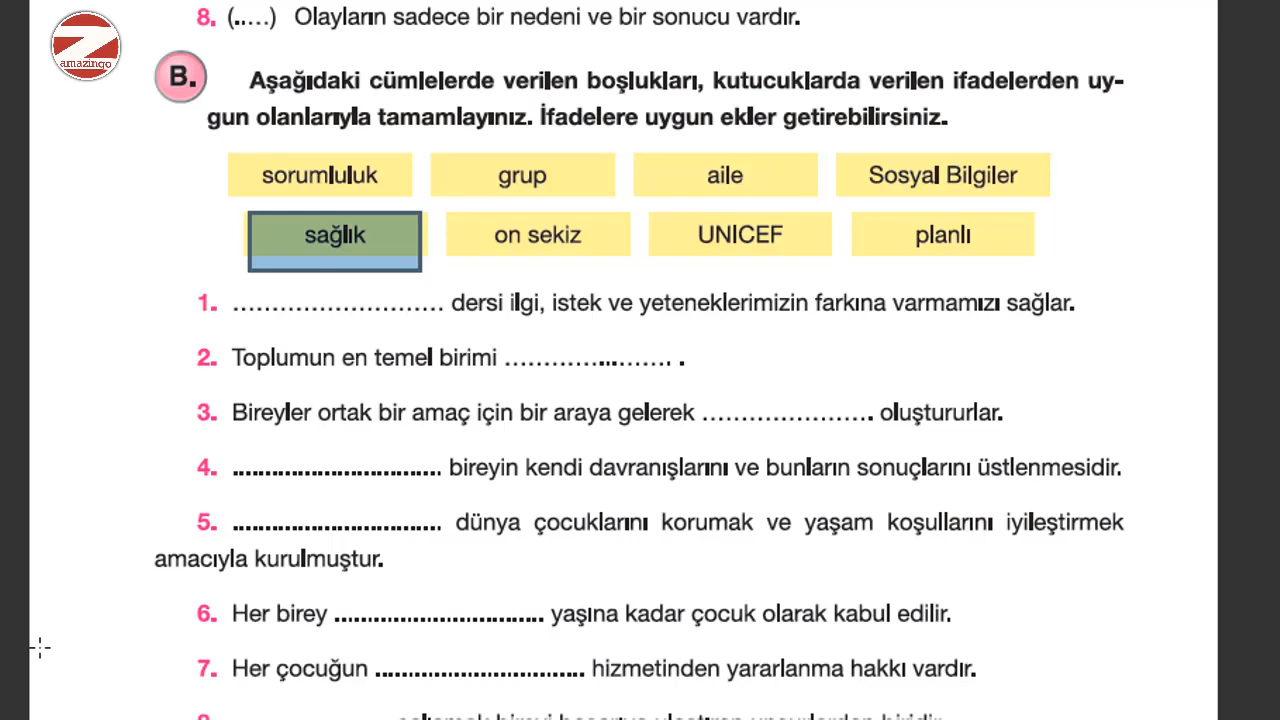 8. (.....) Olayların sadece bir nedeni ve bir sonucu vardır.
amazingo
B. Aşağıdaki cümlelerde verilen boşlukları, kutucuklarda verilen ifadelerden uy-
gun olanlarıyla tamamlayınız. İfadelere uygun ekler getirebilirsiniz.
sorumluluk grup aile Sosyal Bilgiler
sağlık on sekiz UNICEF planlı
1. ........................... dersi ilgi, istek ve yeteneklerimizin farkına varmamızı sağlar.
2. Toplumun en temel birimi ...................... .
3. Bireyler ortak bir amaç için bir araya gelerek ...................... oluştururlar.
4. ................................ bireyin kendi davranışlarını ve bunların sonuçlarını üstlenmesidir.
5. ................................ dünya çocuklarını korumak ve yaşam koşullarını iyileştirmek
amacıyla kurulmuştur.
6. Her birey ................................ yaşına kadar çocuk olarak kabul edilir.
7. Her çocuğun ................................ hizmetinden yararlanma hakkı vardır.